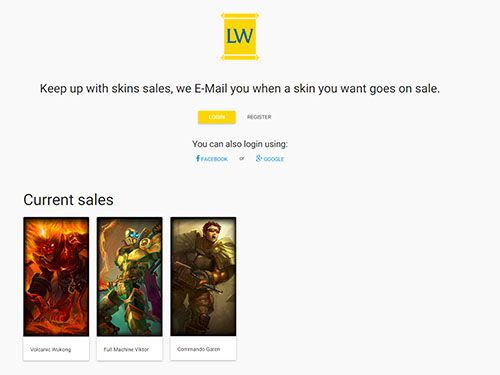 LW
Keep up with skins sales, we E-Mail you when a skin you want goes on sale.
LOGIN REGISTER
You can also login using:
FACEBOOK or GOOGLE
Current sales
Volcanic Wukong Full Machine Viktor Commando Garen